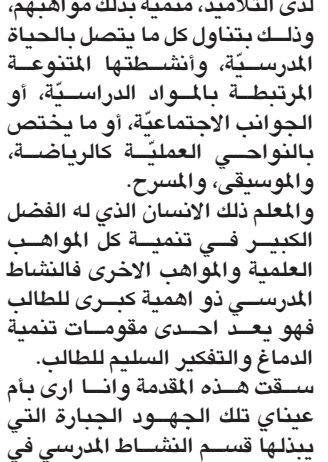 لدى التلاميذ، منمية بذلك مواهبهم،
وذلك بتناول كل ما يتصل بالحياة
المدرسيّة، وأنشطتها المتنوعة
المرتبطة بالمواد الدراسيّة، أو
الجوانب الاجتماعيّة، أو ما يختص
بالنواحي العمليّة كالرياضة،
والموسيقى، والمسرح.
والمعلم ذلك الانسان الذي له الفضل
الكبير في تنمية كل المواهب
العلمية والمواهب الاخرى فالنشاط
المدرسي ذو اهمية كبرى للطالب
فهو يعد احدى مقومات تنمية
الدماغ والتفكير السليم للطالب.
سقت هذه المقدمة وانا ارى بأم
عيناي تلك الجهود الجبارة التي
يبذلها قسم النشاط المدرسي في